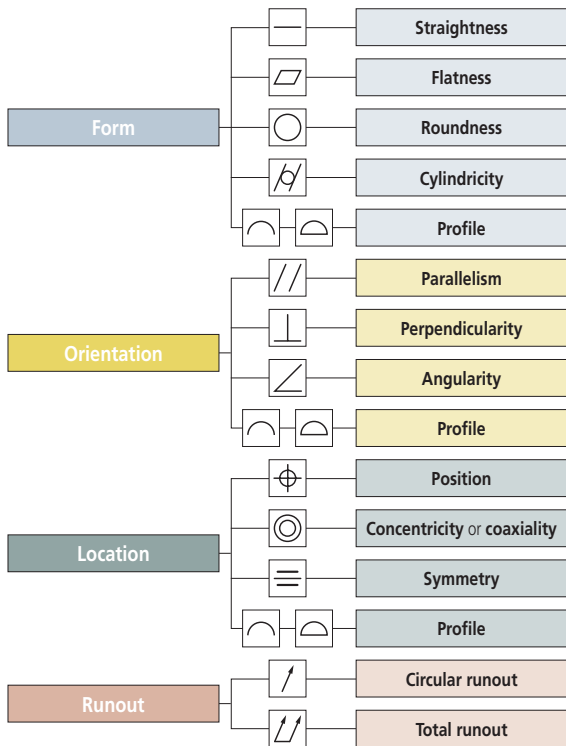 Form
Straightness
Flatness
Roundness
Cylindricity
Profile
Orientation
Parallelism
Perpendicularity
Angularity
Profile
Location
Position
Concentricity or coaxiality
Symmetry
Profile
Runout
Circular runout
Total runout